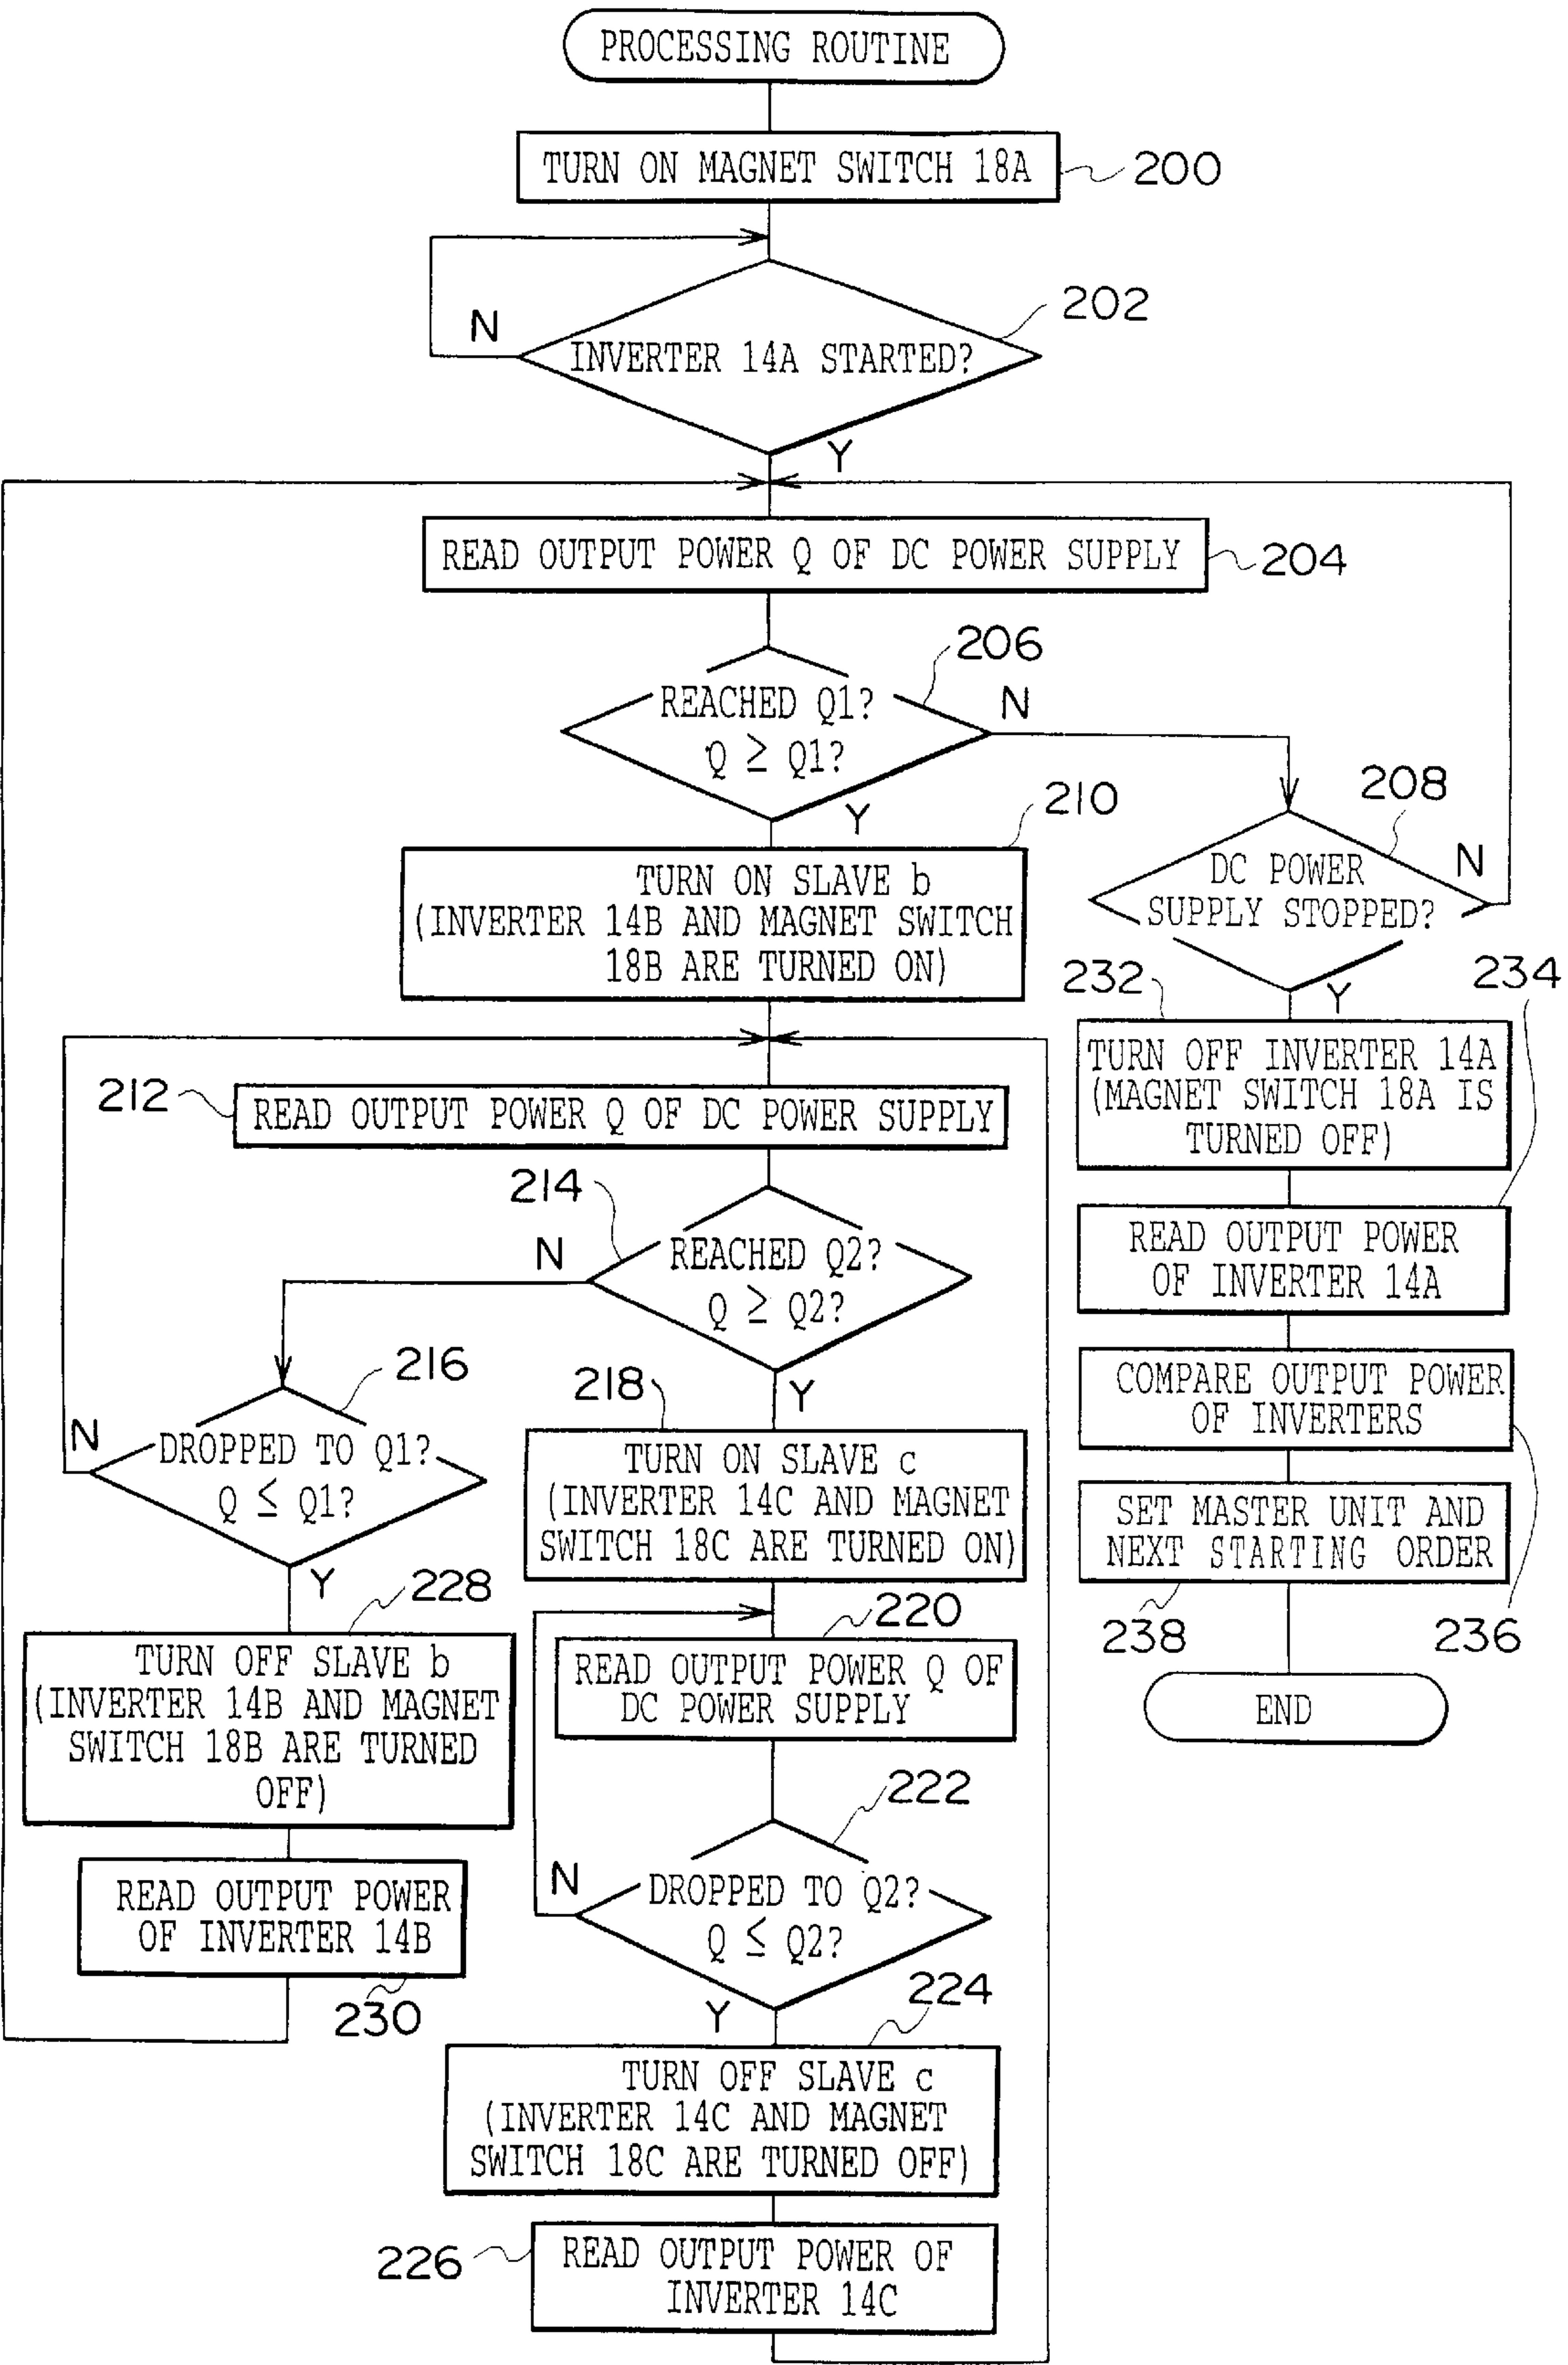 PROCESSING ROUTINE
TURN ON MAGNET SWITCH 18A
200
202
N
INVERTER 14A STARTED?
Y
READ OUTPUT POWER Q OF DC POWER SUPPLY
204
206
REACHED Q1?
Q ≥ Q1?
N
Y
208
DC POWER
SUPPLY STOPPED?
N
Y
210
TURN ON SLAVE b
(INVERTER 14B AND MAGNET SWITCH
18B ARE TURNED ON)
232
TURN OFF INVERTER 14A
(MAGNET SWITCH 18A IS
TURNED OFF)
234
212
READ OUTPUT POWER Q OF DC POWER SUPPLY
READ OUTPUT POWER
OF INVERTER 14A
214
N
REACHED Q2?
Q ≥ Q2?
Y
COMPARE OUTPUT POWER
OF INVERTERS
216
N
DROPPED TO Q1?
Q ≤ Q1?
Y
218
TURN ON SLAVE c
(INVERTER 14C AND MAGNET
SWITCH 18C ARE TURNED ON)
SET MASTER UNIT AND
NEXT STARTING ORDER
238
236
END
228
TURN OFF SLAVE b
(INVERTER 14B AND MAGNET
SWITCH 18B ARE TURNED
OFF)
220
READ OUTPUT POWER Q OF
DC POWER SUPPLY
222
N
DROPPED TO Q2?
Q ≤ Q2?
Y
READ OUTPUT POWER
OF INVERTER 14B
230
224
TURN OFF SLAVE c
(INVERTER 14C AND MAGNET
SWITCH 18C ARE TURNED OFF)
226
READ OUTPUT POWER OF
INVERTER 14C